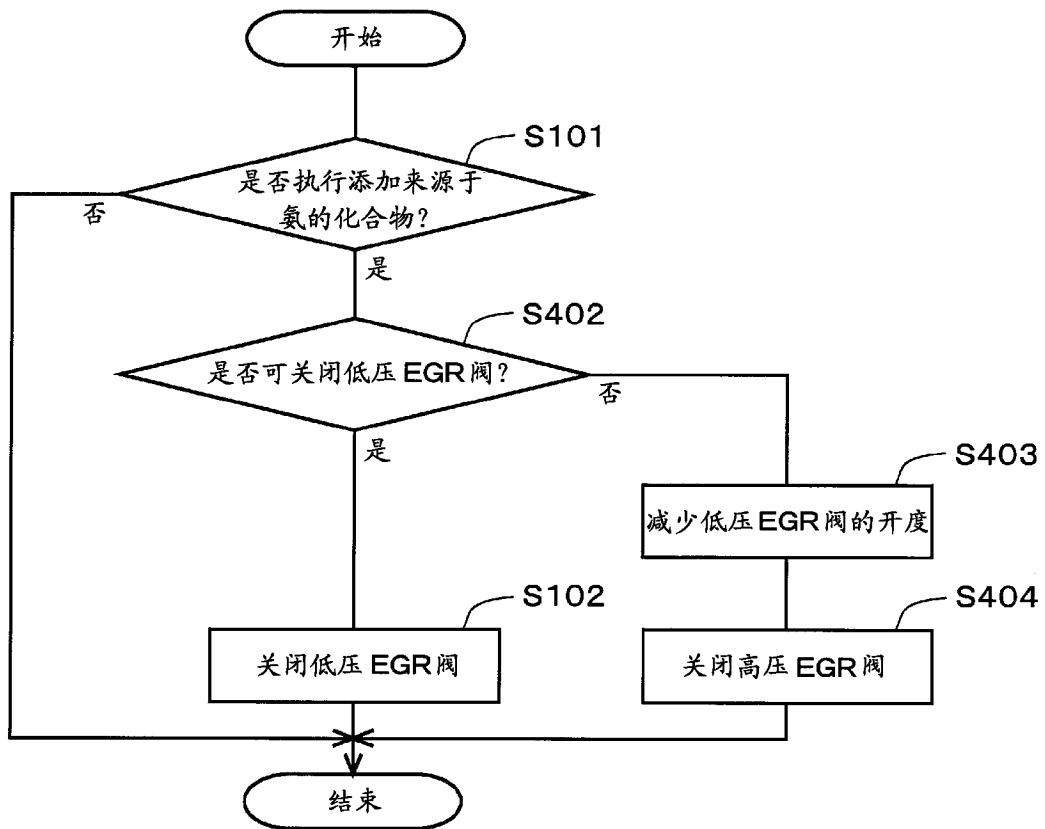 开始
S101
是否执行添加来源于
氨的化合物?
否
是
S402
是否可关闭低压EGR阀?
否
是
S403
减少低压EGR阀的开度
S102
关闭低压EGR阀
S404
关闭高压EGR阀
结束